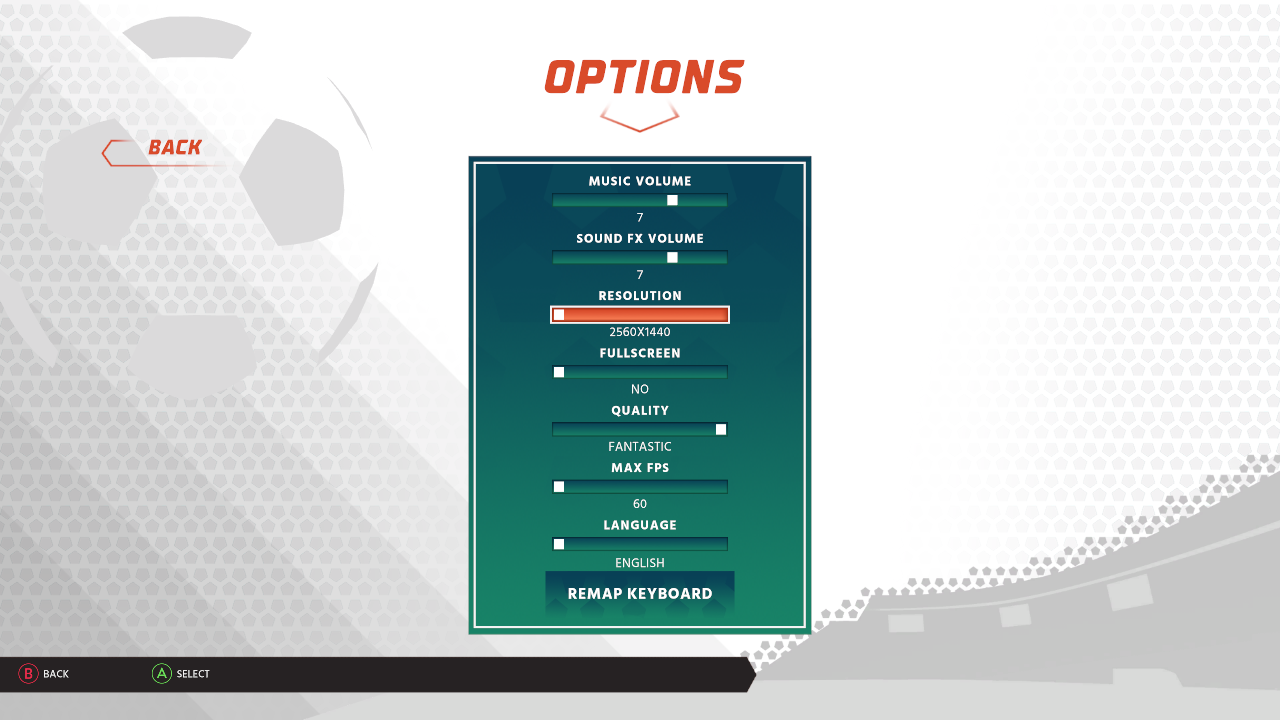 OPTIONS
BACK
MUSIC VOLUME
7
SOUND FX VOLUME
7
RESOLUTION
2560X1440
FULLSCREEN
NO
QUALITY
FANTASTIC
MAX FPS
60
LANGUAGE
ENGLISH
REMAP KEYBOARD
B BACK A SELECT